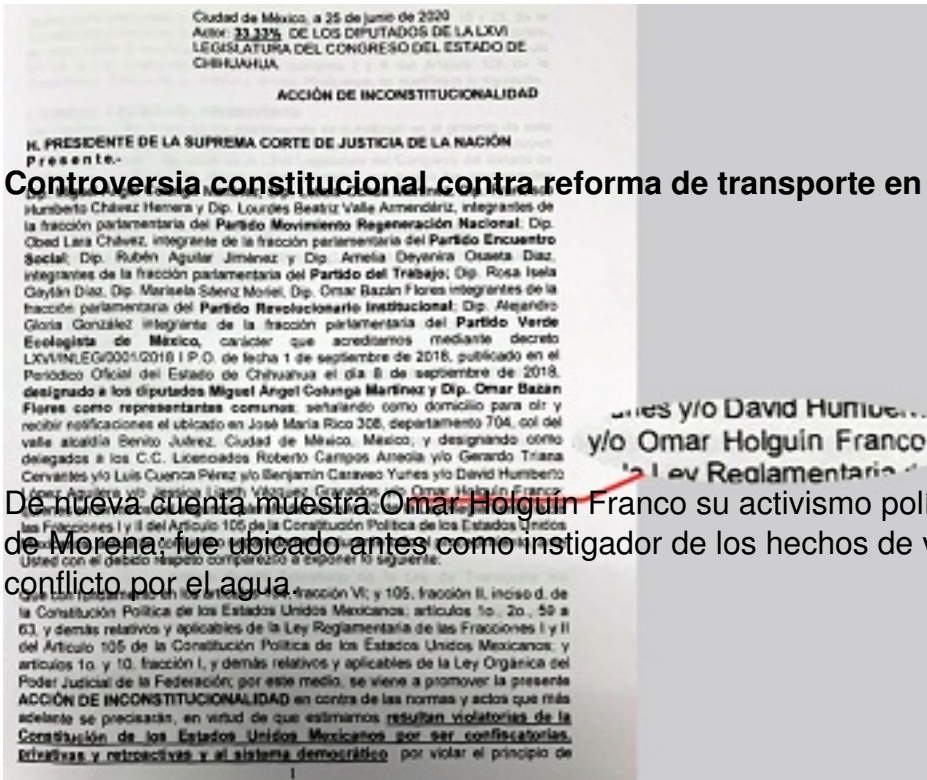 Ciudad de México, a 25 de junio de 2020
Actor: 33.33% DE LOS DIPUTADOS DE LA LXVI
LEGISLATURA DEL CONGRESO DEL ESTADO DE
CHIHUAHUA
ACCIÓN DE INCONSTITUCIONALIDAD
H. PRESIDENTE DE LA SUPREMA CORTE DE JUSTICIA DE LA NACIÓN
Presente.-
Controversia constitucional contra reforma de transporte en
Humberto Chávez Herrera y Dip. Lourdes Beatriz Valle Armendáriz, integrantes de
la fracción parlamentaria del Partido Movimiento Regeneración Nacional; Dip.
Obed Lara Chávez, integrante de la fracción parlamentaria del Partido Encuentro
Social; Dip. Rubén Aguilar Jiménez y Dip. Amelia Deyanira Ozaeta Díaz,
integrantes de la fracción parlamentaria del Partido del Trabajo; Dip. Rosa Isela
Gaytán Díaz, Dip. Marisela Sáenz Moriel, Dip. Omar Bazán Flores integrantes de la
fracción parlamentaria del Partido Revolucionario Institucional; Dip. Alejandro
Gloria González integrante de la fracción parlamentaria del Partido Verde
Ecologista de México, carácter que acreditamos mediante decreto
LXVI/INLEG/0001/2018 I P.O. de fecha 1 de septiembre de 2018, publicado en el
Periódico Oficial del Estado de Chihuahua el día 8 de septiembre de 2018,
designado a los diputados Miguel Ángel Colunga Martínez y Dip. Omar Bazán
Flores como representantes comunes; señalando como domicilio para oír y
recibir notificaciones el ubicado en José María Rico 308, departamento 704, col del
valle alcaldía Benito Juárez, Ciudad de México, México; y designando como
delegados a los C.C. Licenciados Roberto Campos Arreola y/o Gerardo Triana
Cervantes y/o Luis Cuenca Pérez y/o Benjamín Caraveo Yunes y/o David Humberto
y/o Omar Holguín Franco
la Ley Reglamentaria
De nueva cuenta muestra Omar Holguín Franco su activismo polí
las Fracciones I y II del Artículo 105 de la Constitución Política de los Estados Unidos
de Morena, fue ubicado antes como instigador de los hechos de v
Usted con el debido respeto comparezco a exponer lo siguiente:
conflicto por el agua.
fracción VI; y 105, fracción II, inciso d. de
la Constitución Política de los Estados Unidos Mexicanos; artículos 1o., 2o., 59 a
63, y demás relativos y aplicables de la Ley Reglamentaria de las Fracciones I y II
del Artículo 105 de la Constitución Política de los Estados Unidos Mexicanos; y
artículos 1o. y 10. fracción I, y demás relativos y aplicables de la Ley Orgánica del
Poder Judicial de la Federación; por este medio, se viene a promover la presente
ACCIÓN DE INCONSTITUCIONALIDAD en contra de las normas y actos que más
adelante se precisarán, en virtud de que estimamos resultan violatorias de la
Constitución de los Estados Unidos Mexicanos por ser confiscatorias,
privativas y retroactivas y al sistema democrático por violar el principio de
1